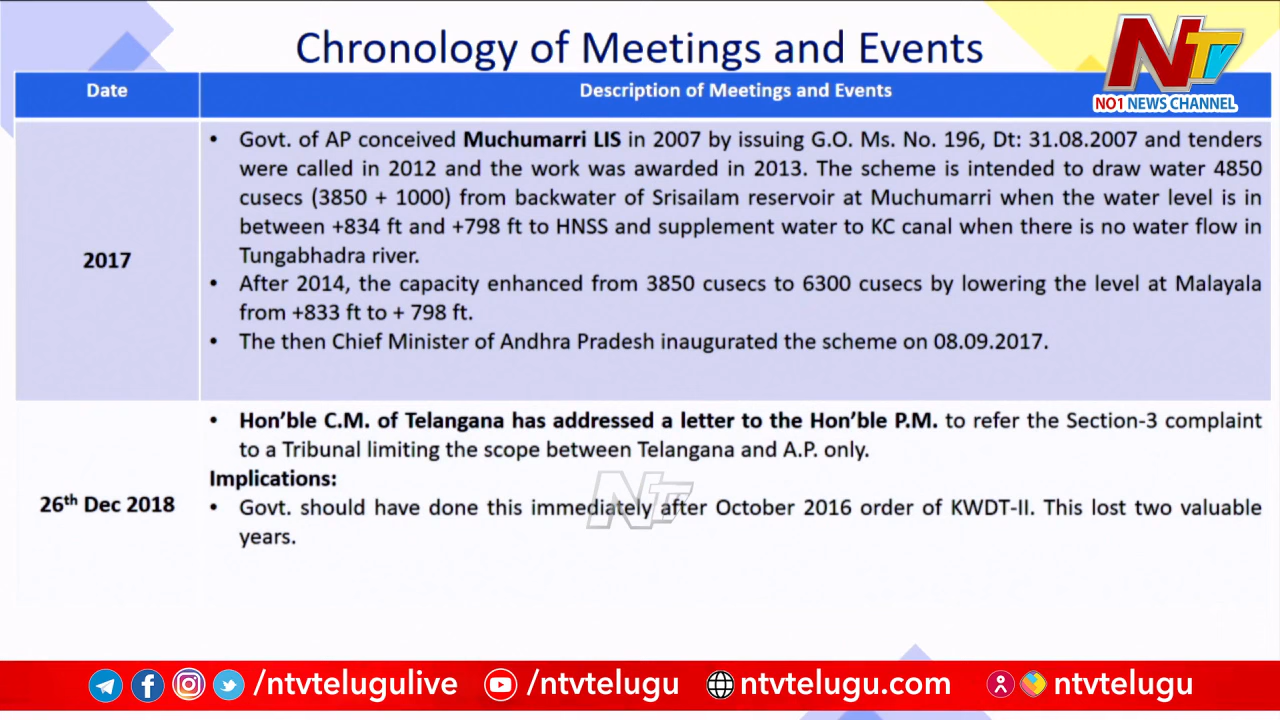 Chronology of Meetings and Events
NTV
NO1 NEWS CHANNEL
Date
Description of Meetings and Events
2017
• Govt. of AP conceived Muchumarri LIS in 2007 by issuing G.O. Ms. No. 196, Dt: 31.08.2007 and tenders
were called in 2012 and the work was awarded in 2013. The scheme is intended to draw water 4850
cusecs (3850 + 1000) from backwater of Srisailam reservoir at Muchumarri when the water level is in
between +834 ft and +798 ft to HNSS and supplement water to KC canal when there is no water flow in
Tungabhadra river.
• After 2014, the capacity enhanced from 3850 cusecs to 6300 cusecs by lowering the level at Malayala
from +833 ft to + 798 ft.
• The then Chief Minister of Andhra Pradesh inaugurated the scheme on 08.09.2017.
26th Dec 2018
• Hon'ble C.M. of Telangana has addressed a letter to the Hon'ble P.M. to refer the Section-3 complaint
to a Tribunal limiting the scope between Telangana and A.P. only.
Implications:
• Govt. should have done this immediately after October 2016 order of KWDT-II. This lost two valuable
years.
NTV
/ntvtelugulive
/ntvtelugu
ntvtelugu.com
ntvtelugu